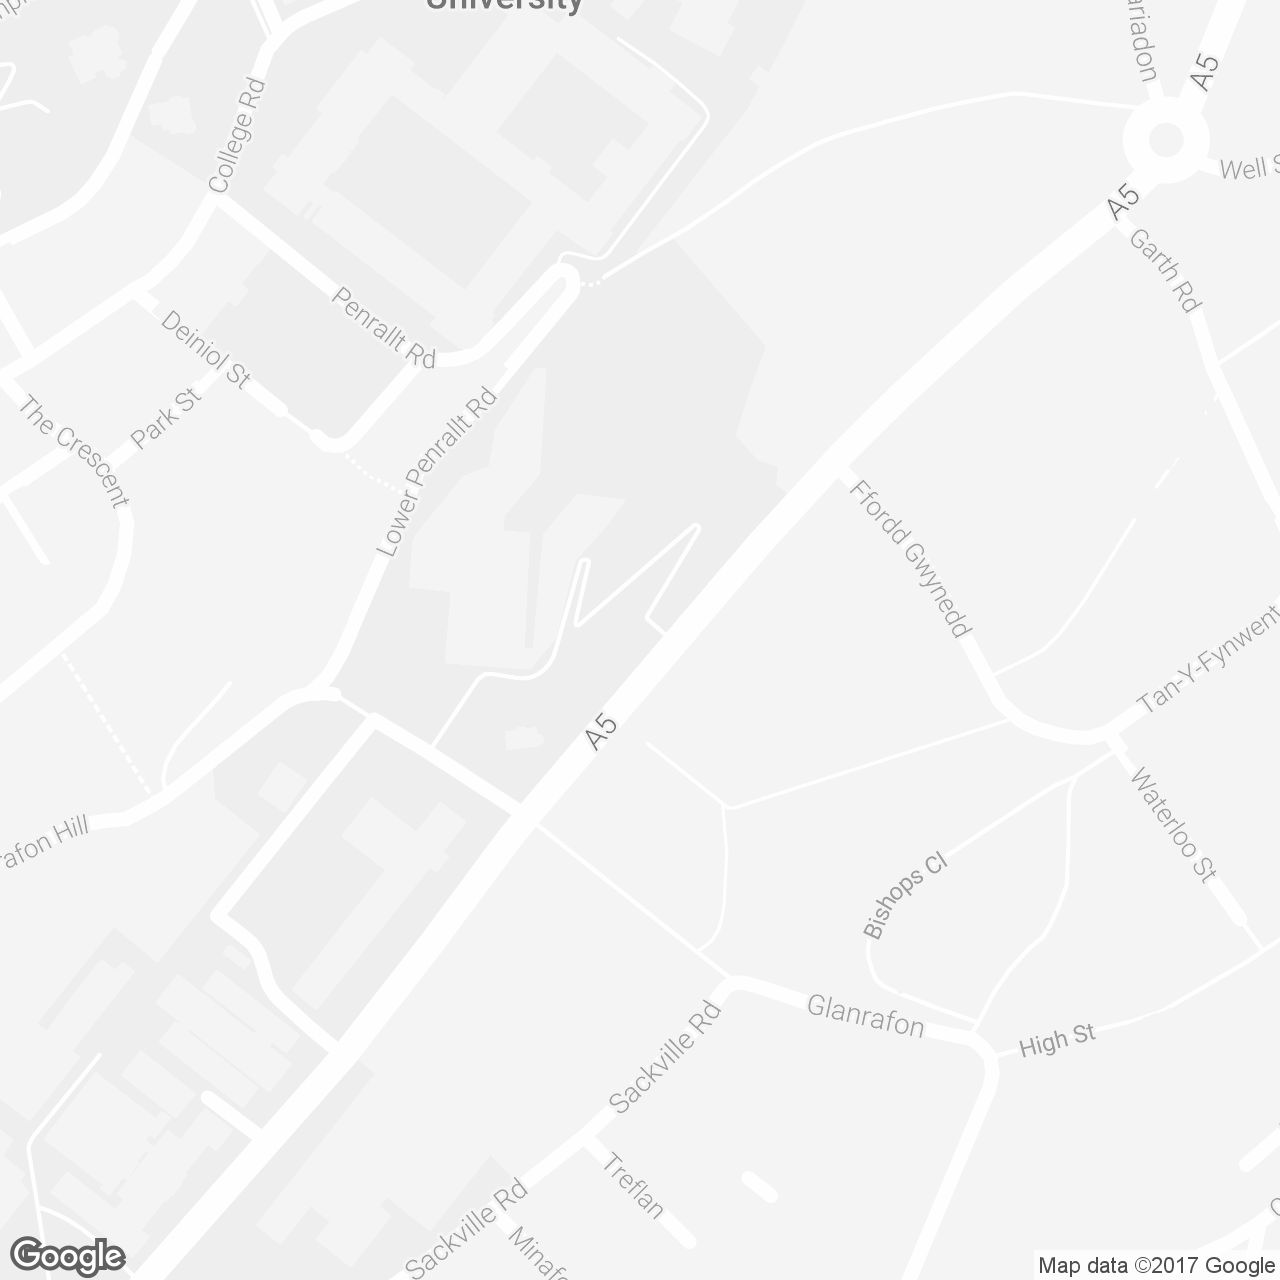 University
A5
College Rd
Well
A5
Garth Rd
Penrallt Rd
Deiniol St
Park St
The Crescent
Lower Penrallt Rd
Ffordd Gwynedd
Tan-Y-Fynwent
A5
Waterloo St
Bishops Cl
Hill
Glanrafon
High St
Sackville Rd
Treflan
Sackville Rd
Google
Map data ©2017 Google